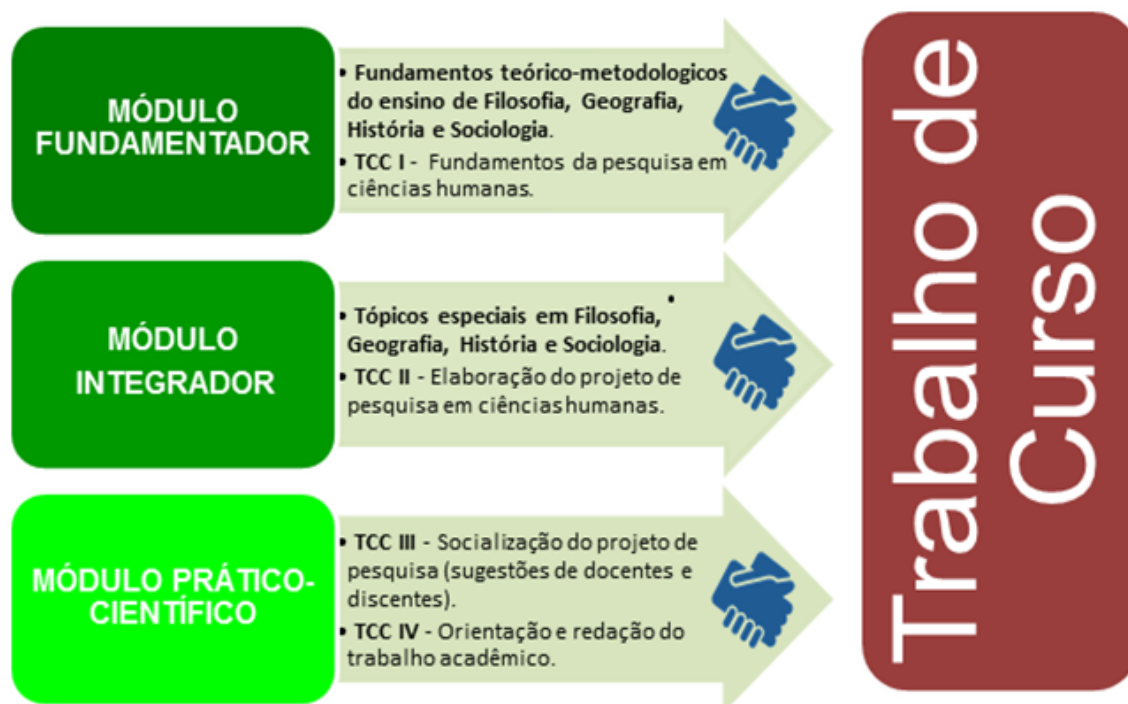 MÓDULO
FUNDAMENTADOR
• Fundamentos teórico-metodologicos
do ensino de Filosofia, Geografia,
História e Sociologia.
• TCC I - Fundamentos da pesquisa em
ciências humanas.
MÓDULO
INTEGRADOR
•
• Tópicos especiais em Filosofia,
Geografia, História e Sociologia.
• TCC II - Elaboração do projeto de
pesquisa em ciências humanas.
MÓDULO PRÁTICO-
CIENTÍFICO
• TCC III - Socialização do projeto de
pesquisa (sugestões de docentes e
discentes).
• TCC IV - Orientação e redação do
trabalho acadêmico.
Trabalho de
Curso